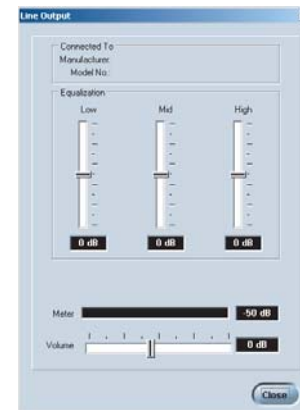 Line Output
Connected To
Manufacturer:
Model No.:
Equalization
Low Mid High
0 dB 0 dB 0 dB
Meter -50 dB
Volume 0 dB
Close